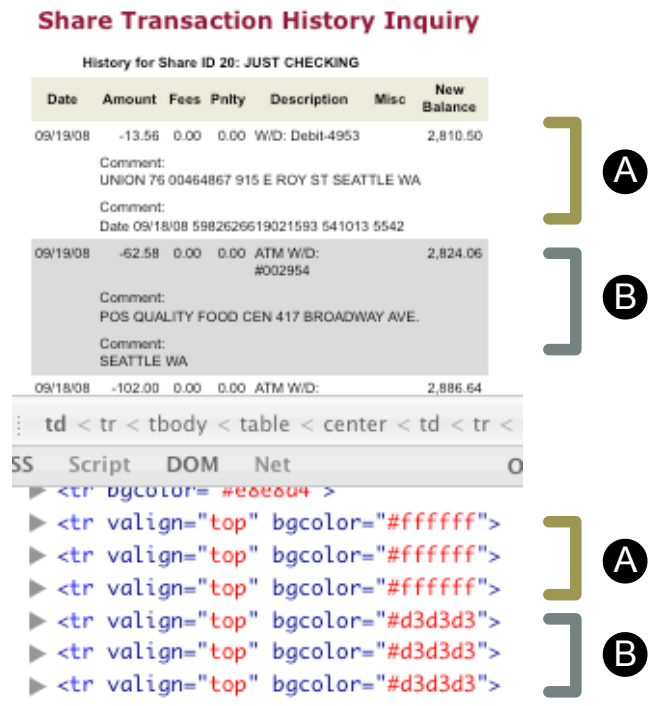 Share Transaction History Inquiry
History for Share ID 20: JUST CHECKING
Date Amount Fees Pnlty Description Misc New Balance
09/19/08 -13.56 0.00 0.00 W/D: Debit-4953 2,810.50
Comment:
UNION 76 00464867 915 E ROY ST SEATTLE WA
Comment:
Date 09/18/08 5982626619021593 541013 5542
A
09/19/08 -62.58 0.00 0.00 ATM W/D: 2,824.06
#002954
Comment:
POS QUALITY FOOD CEN 417 BROADWAY AVE.
Comment:
SEATTLE WA
B
09/18/08 -102.00 0.00 0.00 ATM W/D: 2,886.64
td < tr < tbody < table < center < td < tr <
SS Script DOM Net O
<tr bgcolor="#e8e8d4">
<tr valign="top" bgcolor="#ffffff">
<tr valign="top" bgcolor="#ffffff">
<tr valign="top" bgcolor="#ffffff">
A
<tr valign="top" bgcolor="#d3d3d3">
<tr valign="top" bgcolor="#d3d3d3">
<tr valign="top" bgcolor="#d3d3d3">
B